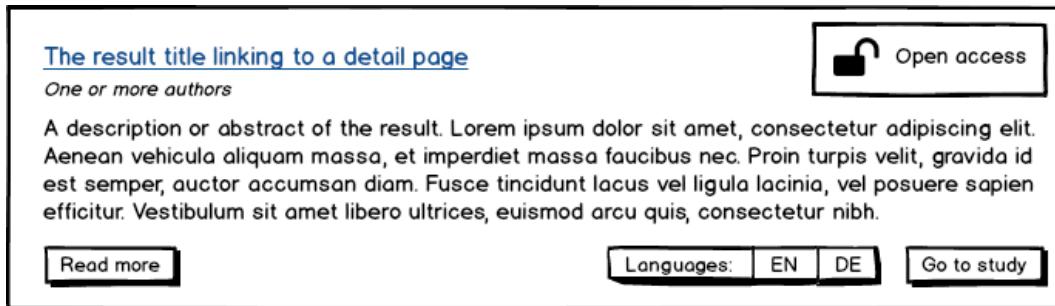 The result title linking to a detail page
Open access
One or more authors
A description or abstract of the result. Lorem ipsum dolor sit amet, consectetur adipiscing elit.
Aenean vehicula aliquam massa, et imperdiet massa faucibus nec. Proin turpis velit, gravida id
est semper, auctor accumsan diam. Fusce tincidunt lacus vel ligula lacinia, vel posuere sapien
efficitur. Vestibulum sit amet libero ultrices, euismod arcu quis, consectetur nibh.
Read more
Languages: EN DE
Go to study